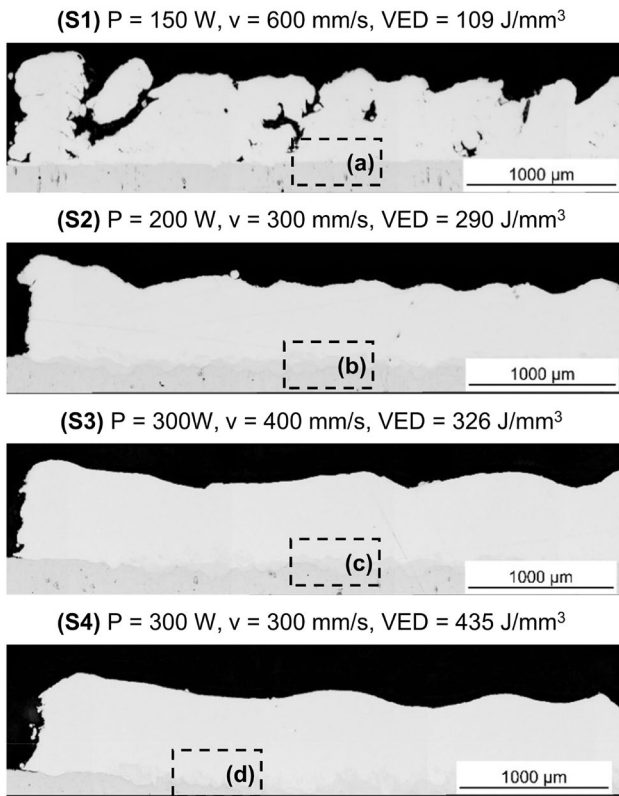 (S1) P = 150 W, v = 600 mm/s, VED = 109 J/mm³
(a)
1000 µm
(S2) P = 200 W, v = 300 mm/s, VED = 290 J/mm³
(b)
1000 µm
(S3) P = 300W, v = 400 mm/s, VED = 326 J/mm³
(c)
1000 µm
(S4) P = 300 W, v = 300 mm/s, VED = 435 J/mm³
(d)
1000 µm